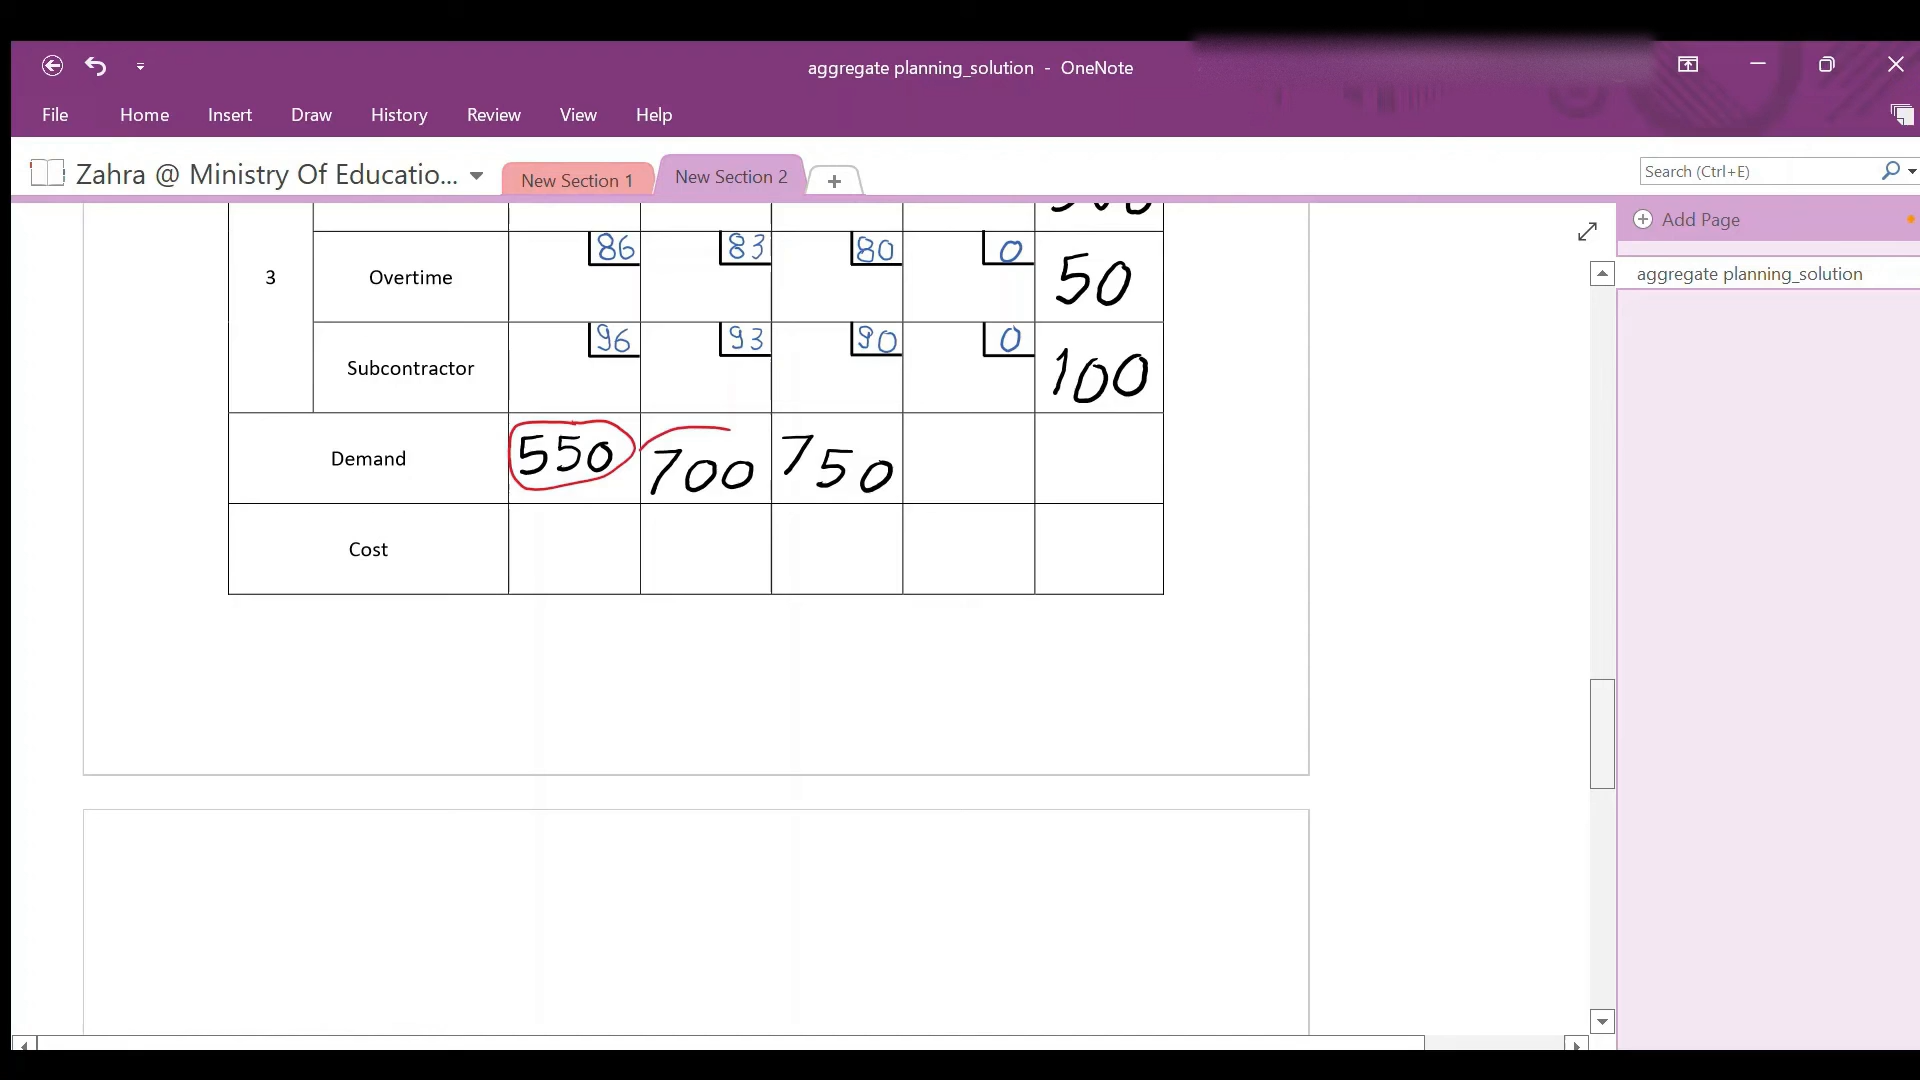 aggregate planning_solution - OneNote
File Home Insert Draw History Review View Help
Zahra @ Ministry Of Educatio... New Section 1 New Section 2
Search (Ctrl+E)
Add Page
aggregate planning_solution
86 83 80 0
3 Overtime 50
96 93 90 0
Subcontractor 100
Demand 550 700 750
Cost